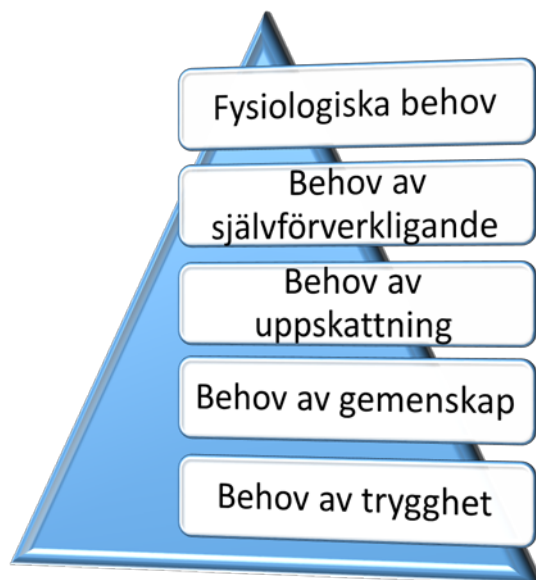 Fysiologiska behov
Behov av
självförverkligande
Behov av
uppskattning
Behov av gemenskap
Behov av trygghet